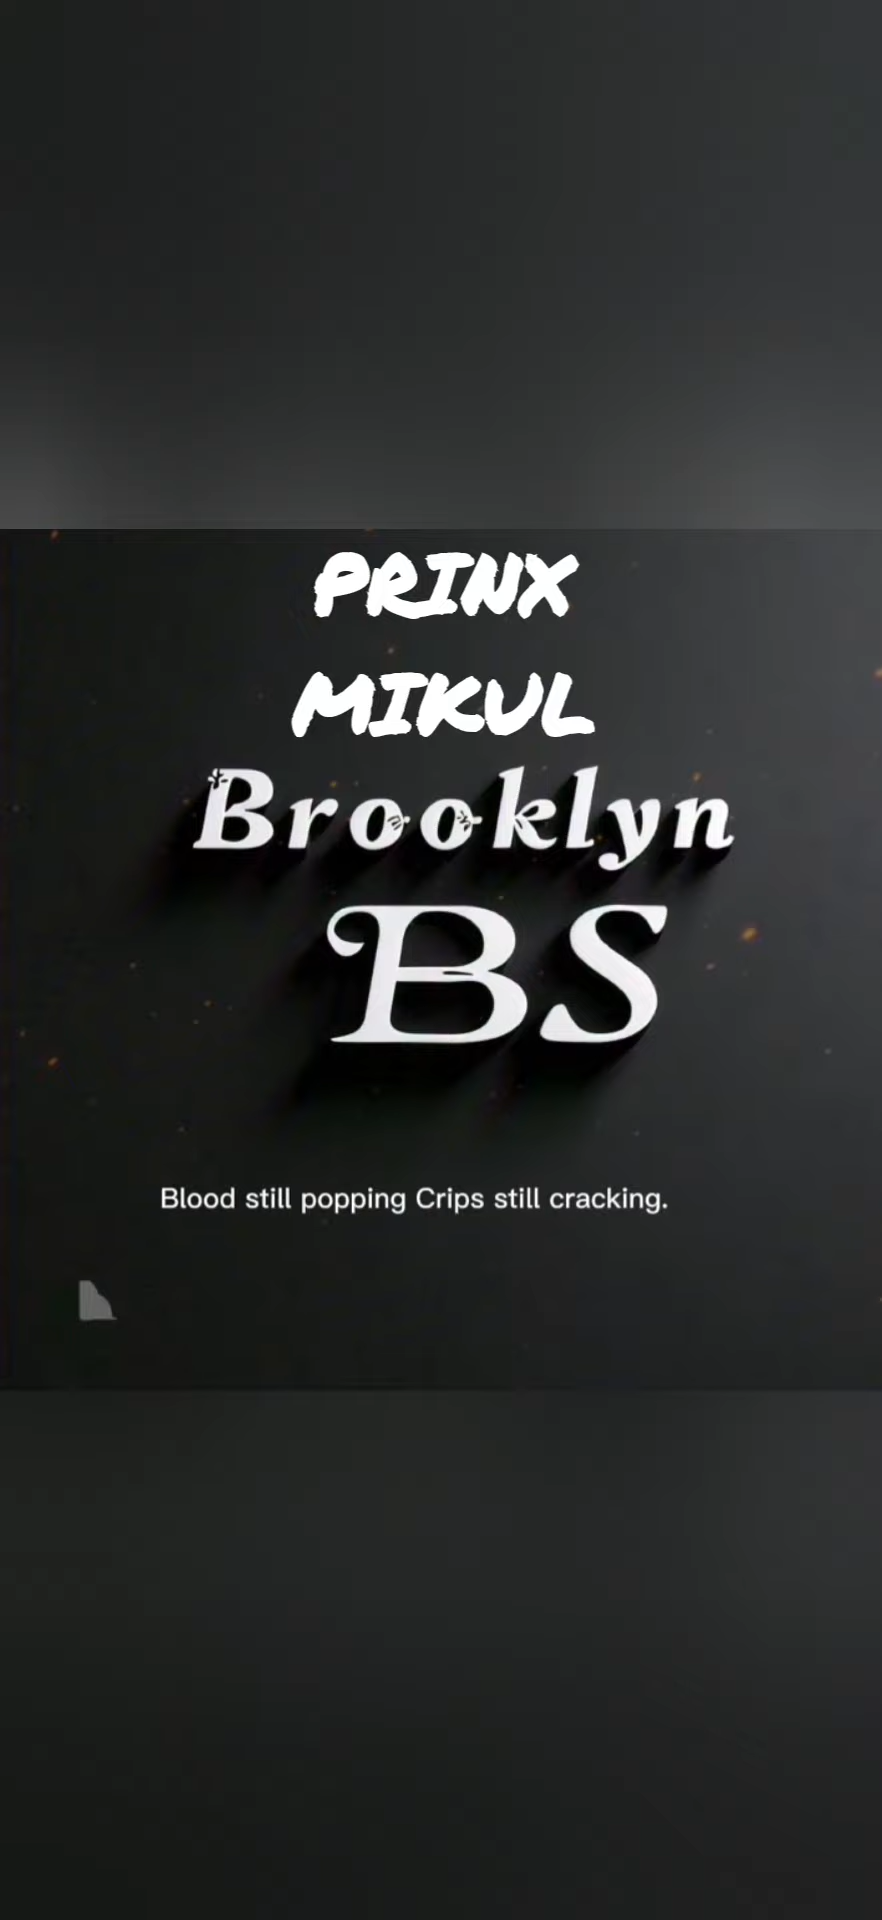 PRINX
MIKUL
Brooklyn
BS
Blood still popping Crips still cracking.